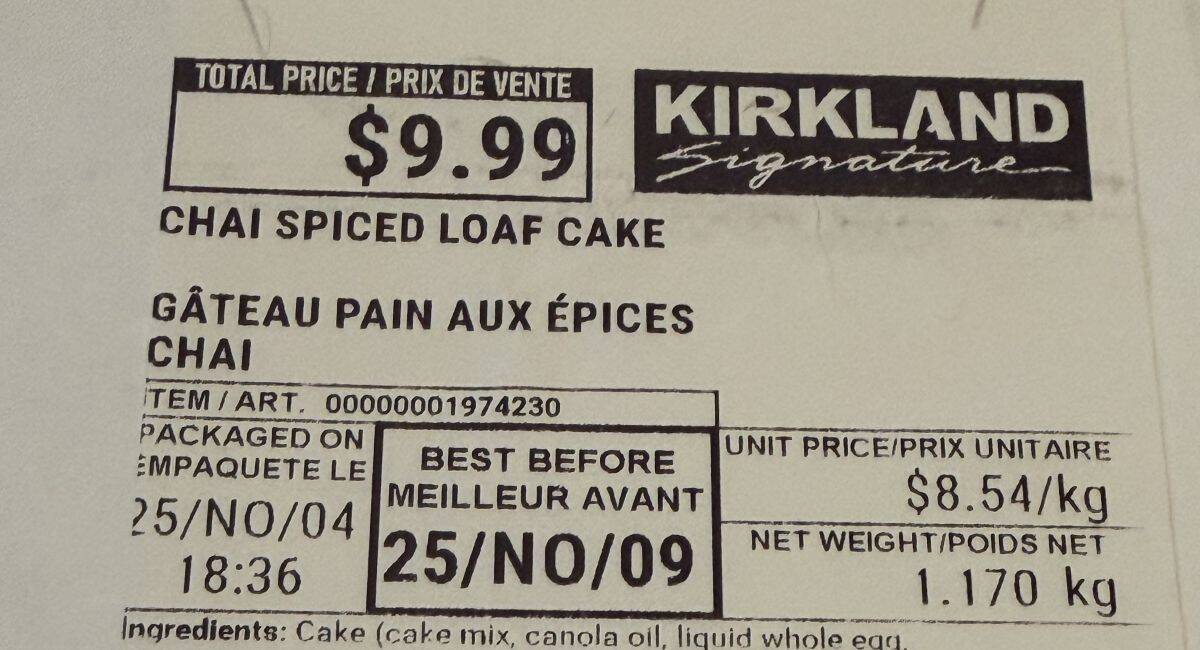 TOTAL PRICE / PRIX DE VENTE
$9.99
KIRKLAND
Signature
CHAI SPICED LOAF CAKE
GÂTEAU PAIN AUX ÉPICES
CHAI
ITEM / ART. 00000001974230
PACKAGED ON
EMPAQUETE LE
25/NO/04
18:36
BEST BEFORE
MEILLEUR AVANT
25/NO/09
UNIT PRICE/PRIX UNITAIRE
$8.54/kg
NET WEIGHT/POIDS NET
1.170 kg
Ingredients: Cake (cake mix, canola oil, liquid whole egg,